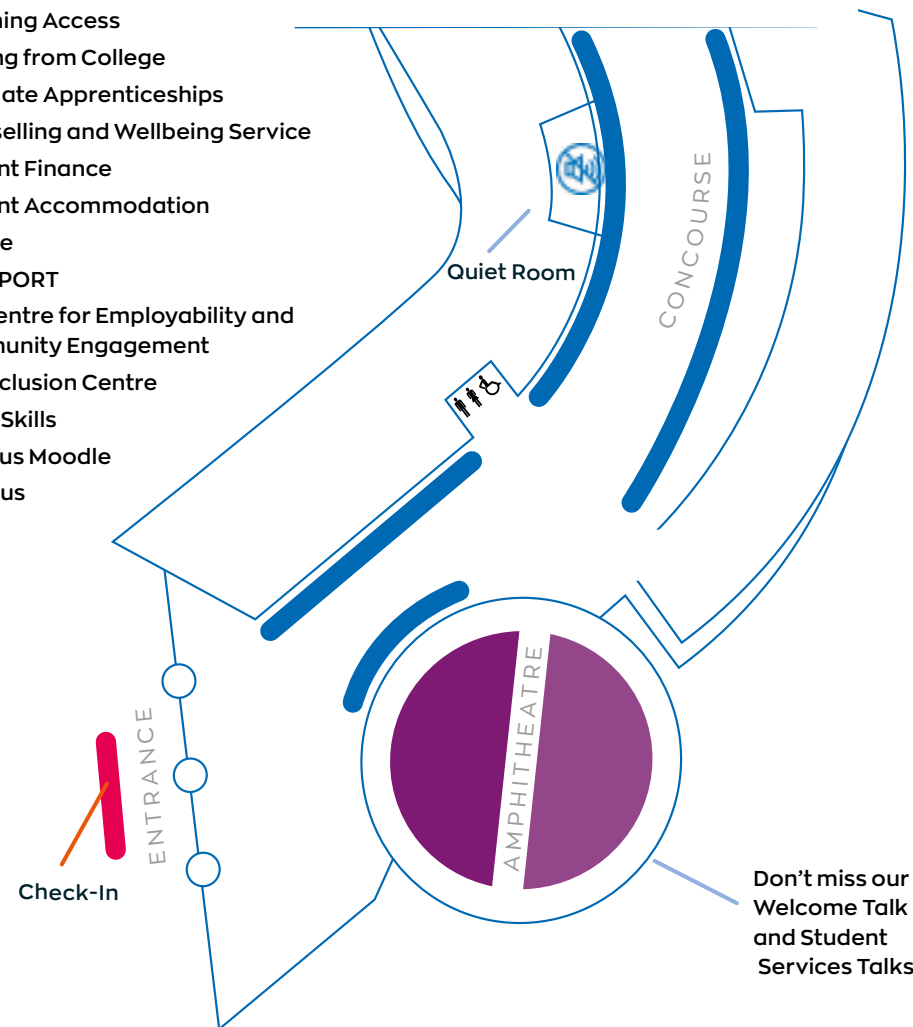 ning Access
ng from College
ate Apprenticeships
selling and Wellbeing Service
nt Finance
nt Accommodation
e
PORT
entre for Employability and
munity Engagement
clusion Centre
Skills
us Moodle
us
Quiet Room
CONCOURSE
ENTRANCE
AMPHITHEATRE
Check-In
Don’t miss our
Welcome Talk
and Student
Services Talks